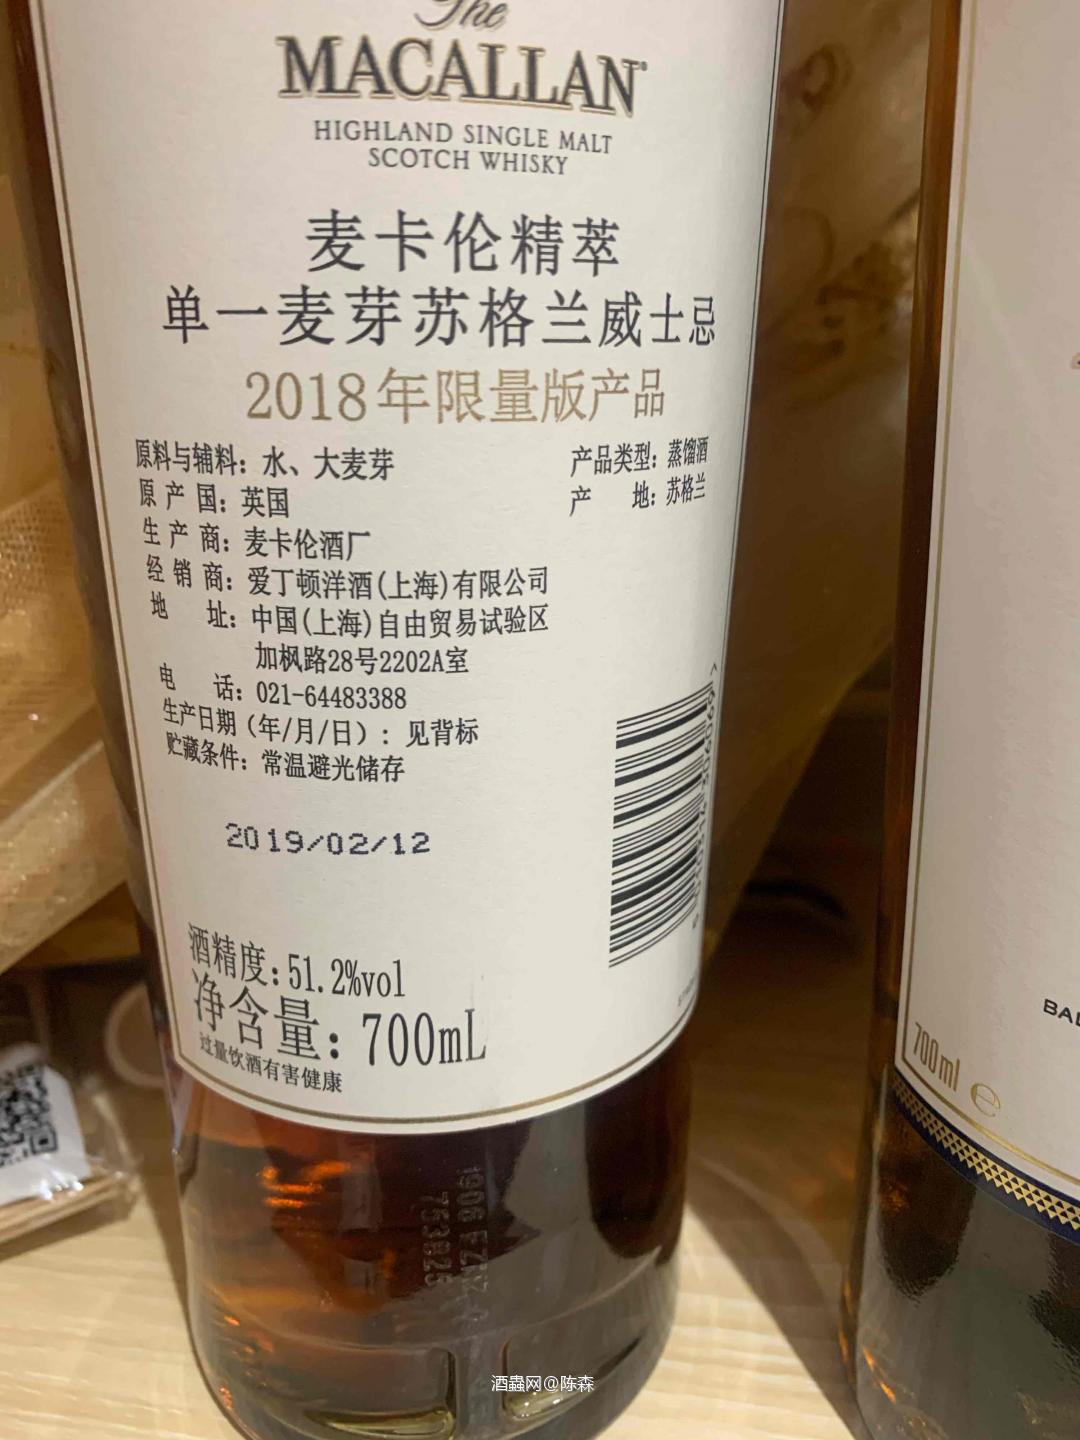 The
MACALLAN
HIGHLAND SINGLE MALT
SCOTCH WHISKY
麦卡伦精萃
单一麦芽苏格兰威士忌
2018年限量版产品
原料与辅料：水、大麦芽
产品类型：蒸馏酒
原产国：英国
产 地：苏格兰
生产商：麦卡伦酒厂
经销商：爱丁顿洋酒(上海)有限公司
地 址：中国(上海)自由贸易试验区
加枫路28号2202A室
电 话：021-64483388
生产日期（年/月/日）：见背标
贮藏条件：常温避光储存
2019/02/12
酒精度:51.2%vol
净含量：700mL
过量饮酒有害健康
700ml e
酒蟲网@陈森